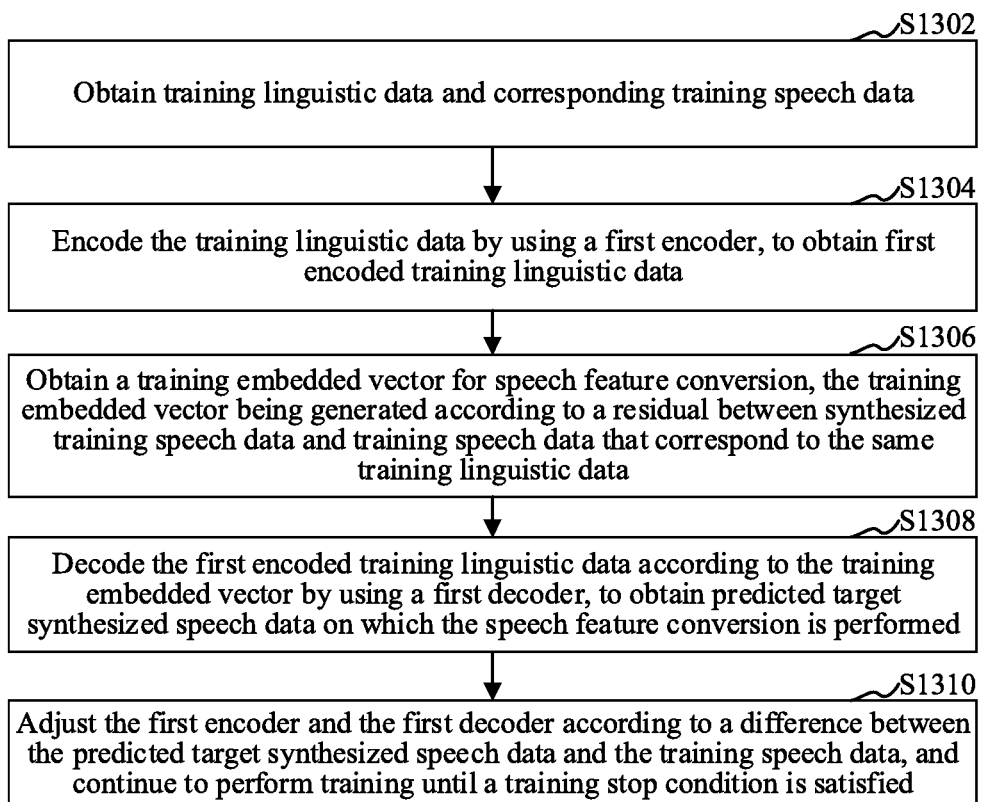 S1302
Obtain training linguistic data and corresponding training speech data
S1304
Encode the training linguistic data by using a first encoder, to obtain first
encoded training linguistic data
S1306
Obtain a training embedded vector for speech feature conversion, the training
embedded vector being generated according to a residual between synthesized
training speech data and training speech data that correspond to the same
training linguistic data
S1308
Decode the first encoded training linguistic data according to the training
embedded vector by using a first decoder, to obtain predicted target
synthesized speech data on which the speech feature conversion is performed
S1310
Adjust the first encoder and the first decoder according to a difference between
the predicted target synthesized speech data and the training speech data, and
continue to perform training until a training stop condition is satisfied